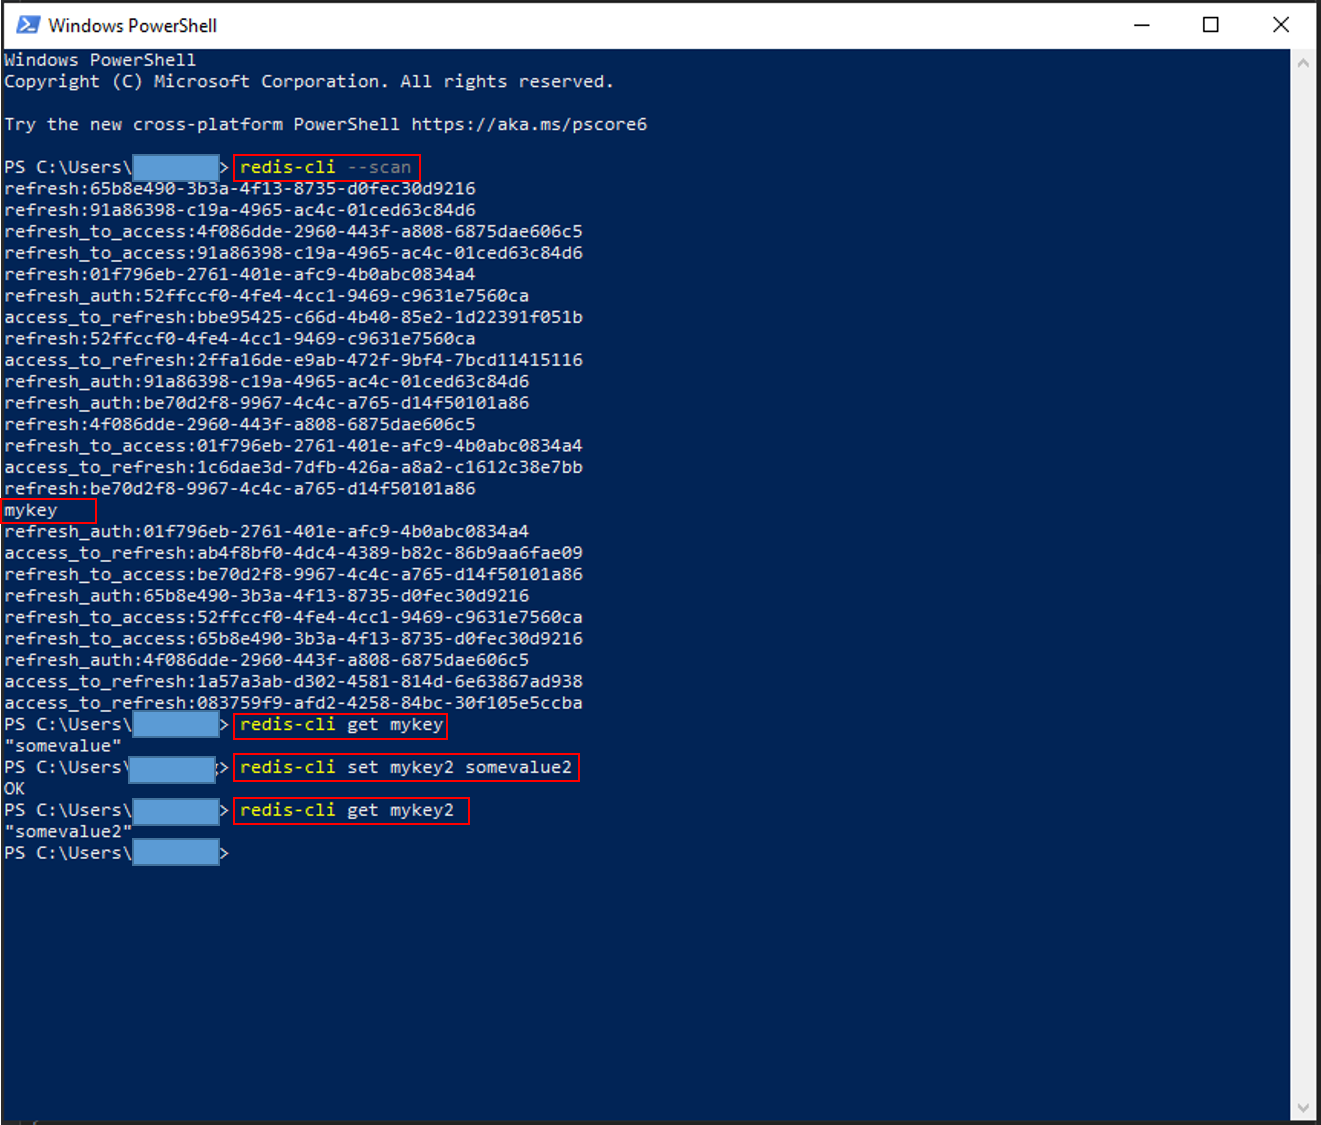 Windows PowerShell
Windows PowerShell
Copyright (C) Microsoft Corporation. All rights reserved.
Try the new cross-platform PowerShell https://aka.ms/pscore6
PS C:\Users\ > redis-cli --scan
refresh:65b8e490-3b3a-4f13-8735-d0fec30d9216
refresh:91a86398-c19a-4965-ac4c-01ced63c84d6
refresh_to_access:4f086dde-2960-443f-a808-6875dae606c5
refresh_to_access:91a86398-c19a-4965-ac4c-01ced63c84d6
refresh:01f796eb-2761-401e-afc9-4b0abc0834a4
refresh_auth:52ffccf0-4fe4-4cc1-9469-c9631e7560ca
access_to_refresh:bbe95425-c66d-4b40-85e2-1d22391f051b
refresh:52ffccf0-4fe4-4cc1-9469-c9631e7560ca
access_to_refresh:2ffa16de-e9ab-472f-9bf4-7bcd11415116
refresh_auth:91a86398-c19a-4965-ac4c-01ced63c84d6
refresh_auth:be70d2f8-9967-4c4c-a765-d14f50101a86
refresh:4f086dde-2960-443f-a808-6875dae606c5
refresh_to_access:01f796eb-2761-401e-afc9-4b0abc0834a4
access_to_refresh:1c6dae3d-7dfb-426a-a8a2-c1612c38e7bb
refresh:be70d2f8-9967-4c4c-a765-d14f50101a86
mykey
refresh_auth:01f796eb-2761-401e-afc9-4b0abc0834a4
access_to_refresh:ab4f8bf0-4dc4-4389-b82c-86b9aa6fae09
refresh_to_access:be70d2f8-9967-4c4c-a765-d14f50101a86
refresh_auth:65b8e490-3b3a-4f13-8735-d0fec30d9216
refresh_to_access:52ffccf0-4fe4-4cc1-9469-c9631e7560ca
refresh_to_access:65b8e490-3b3a-4f13-8735-d0fec30d9216
refresh_auth:4f086dde-2960-443f-a808-6875dae606c5
access_to_refresh:1a57a3ab-d302-4581-814d-6e63867ad938
access_to_refresh:083759f9-afd2-4258-84bc-30f105e5ccba
PS C:\Users\ > redis-cli get mykey
"somevalue"
PS C:\Users\ > redis-cli set mykey2 somevalue2
OK
PS C:\Users\ > redis-cli get mykey2
"somevalue2"
PS C:\Users\ >